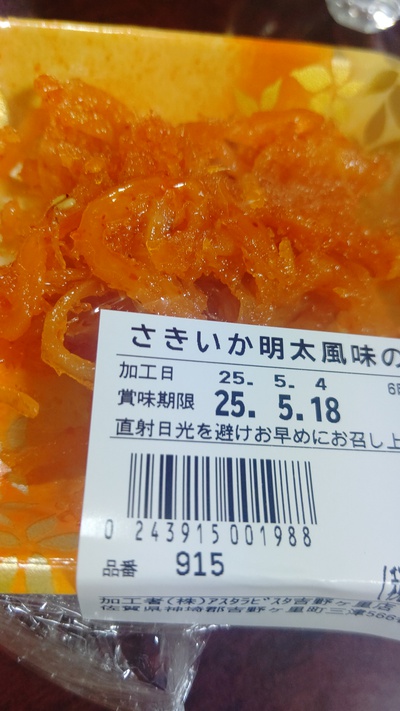 さきいか明太風味の
加工日 25. 5. 4
賞味期限 25. 5.18
直射日光を避けお早めにお召し上
0 243915 001988
品番 915
加工者(株)ｱｽﾀﾗﾋﾞｽﾀ吉野ヶ里店
佐賀県神埼郡吉野ヶ里町三津